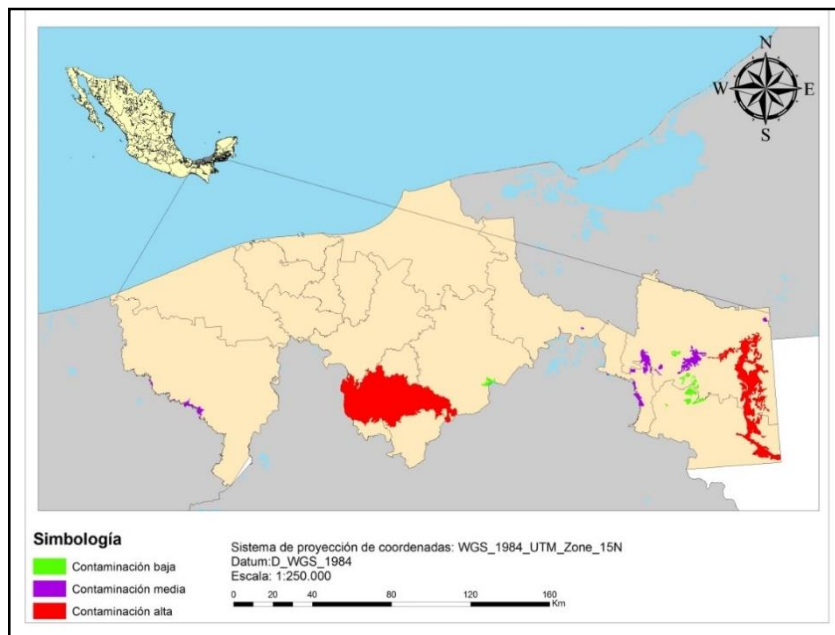 N
W E
S
Simbología
Contaminación baja
Contaminación media
Contaminación alta
Sistema de proyección de coordenadas: WGS_1984_UTM_Zone_15N
Datum:D_WGS_1984
Escala: 1:250.000
0 20 40 80 120 160
Km